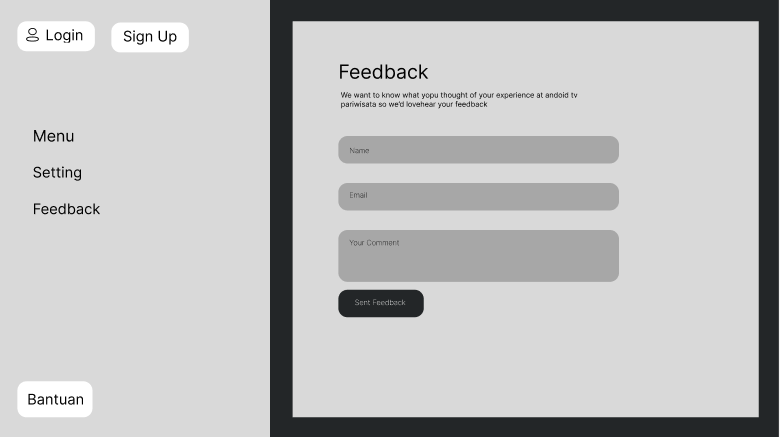 Login
Sign Up
Menu
Setting
Feedback
Bantuan
Feedback
We want to know what yopu thought of your experience at andoid tv
pariwisata so we'd lovehear your feedback
Name
Email
Your Comment
Sent Feedback